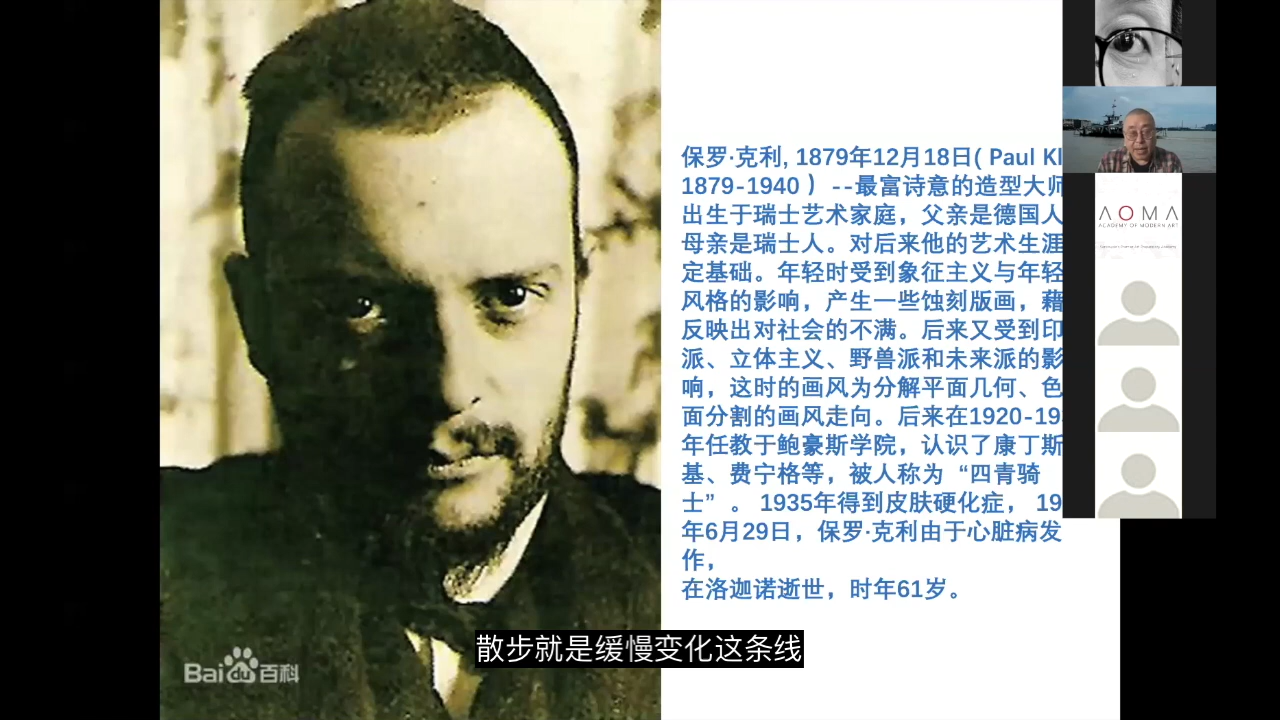 保罗·克利, 1879年12月18日( Paul Kl
1879-1940 ） --最富诗意的造型大师
出生于瑞士艺术家庭，父亲是德国人
母亲是瑞士人。对后来他的艺术生涯
定基础。年轻时受到象征主义与年轻
风格的影响，产生一些蚀刻版画，藉
反映出对社会的不满。后来又受到印
派、立体主义、野兽派和未来派的影
响，这时的画风为分解平面几何、色
面分割的画风走向。后来在1920-19
年任教于鲍豪斯学院，认识了康丁斯
基、费宁格等，被人称为“四青骑
士”。 1935年得到皮肤硬化症， 19
年6月29日，保罗·克利由于心脏病发
作，
在洛迦诺逝世，时年61岁。
散步就是缓慢变化这条线
Baidu百科
AOMA
ACADEMY OF MODERN ART